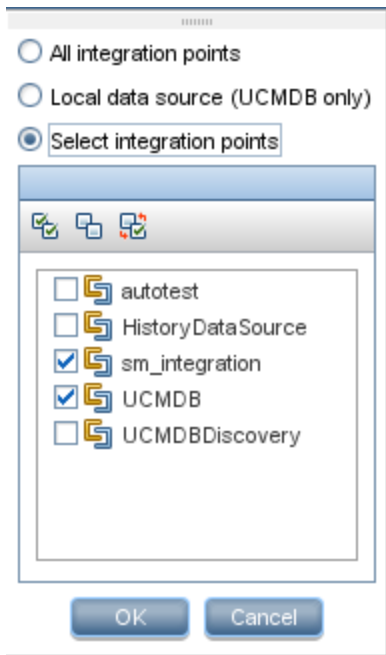 All integration points
Local data source (UCMDB only)
Select integration points
autotest
HistoryDataSource
sm_integration
UCMDB
UCMDBDiscovery
OK Cancel